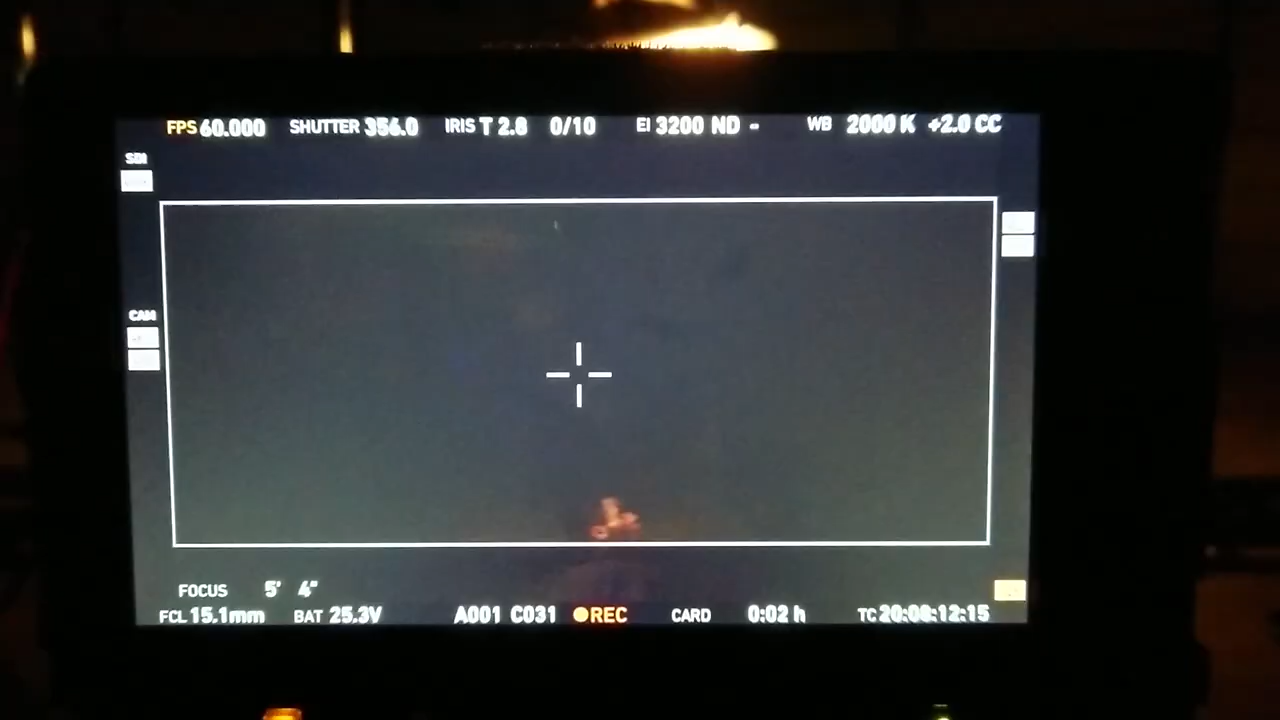 FPS 60.000 SHUTTER 356.0 IRIS T 2.8 0/10 EI 3200 ND - WB 2000 K +2.0 CC
SDI
CAM
FOCUS 5' 4"
FCL 15.1mm BAT 25.3V A001 C031 REC CARD 0:02 h TC 20:08:12:15